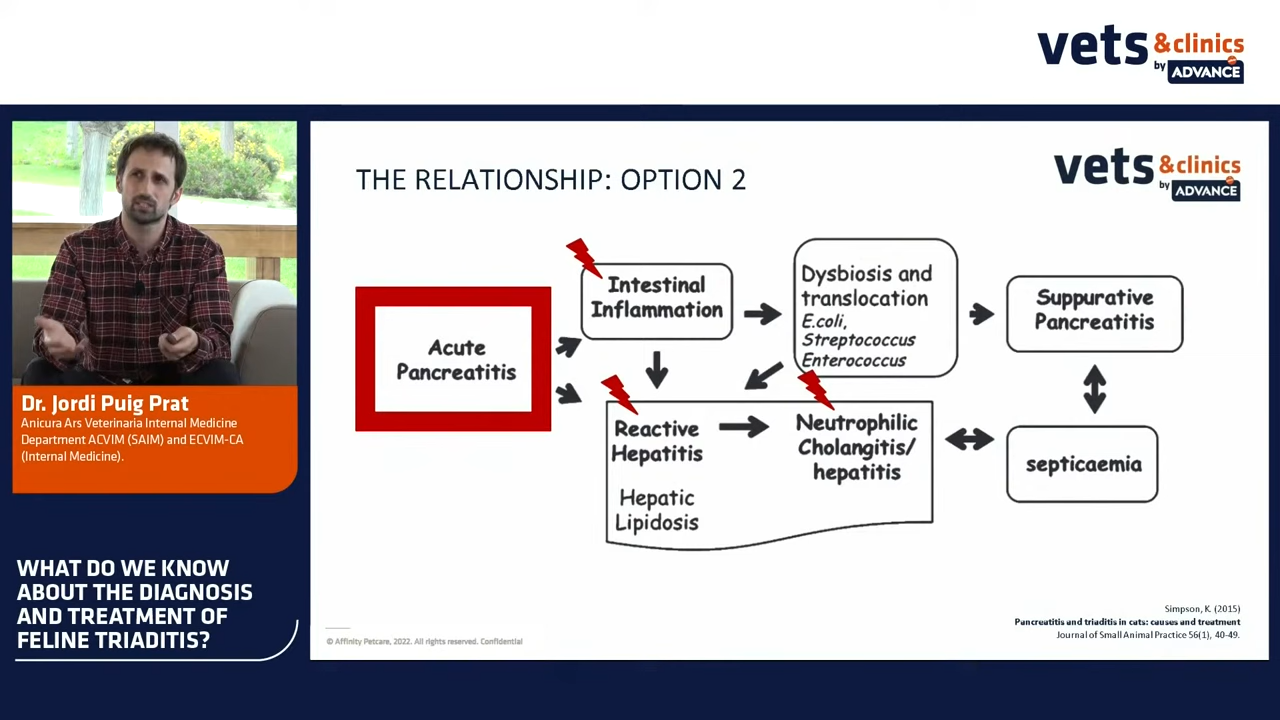 vets &clinics
by ADVANCE
vets &clinics
by ADVANCE
THE RELATIONSHIP: OPTION 2
Acute
Pancreatitis
Intestinal
Inflammation
Dysbiosis and
translocation
E.coli,
Streptococcus
Enterococcus
Suppurative
Pancreatitis
Reactive
Hepatitis
Hepatic
Lipidosis
Neutrophilic
Cholangitis/
hepatitis
septicaemia
Simpson, K. (2015)
Pancreatitis and triaditis in cats: causes and treatment
Journal of Small Animal Practice 56(1), 40-49.
© Affinity Petcare, 2022. All rights reserved. Confidential
Dr. Jordi Puig Prat
Anicura Ars Veterinaria Internal Medicine
Department ACVIM (SAIM) and ECVIM-CA
(Internal Medicine).
WHAT DO WE KNOW
ABOUT THE DIAGNOSIS
AND TREATMENT OF
FELINE TRIADITIS?